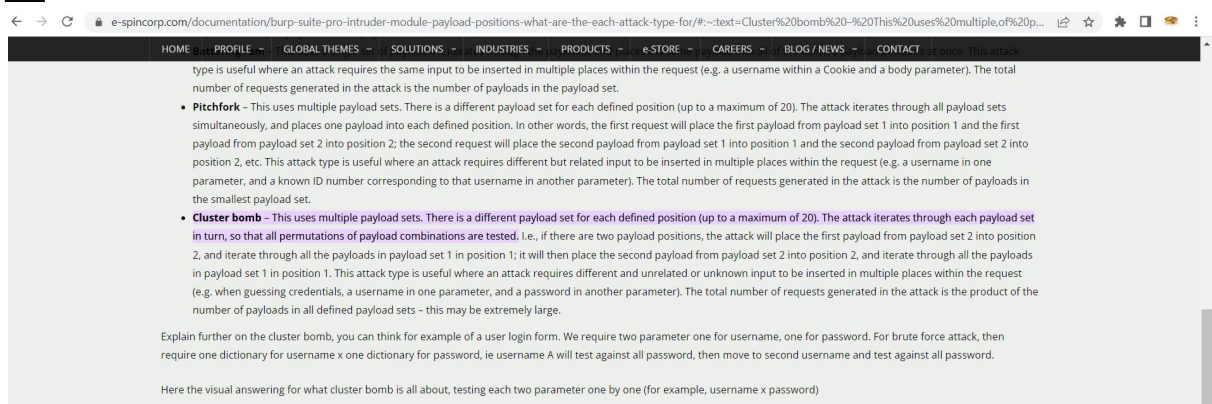 e-spincorp.com/documentation/burp-suite-pro-intruder-module-payload-positions-what-are-the-each-attack-type-for/#:~:text=Cluster%20bomb%20–%20This%20uses%20multiple,of%20p...
HOME PROFILE GLOBAL THEMES SOLUTIONS INDUSTRIES PRODUCTS e-STORE CAREERS BLOG / NEWS CONTACT
at once. This attack
type is useful where an attack requires the same input to be inserted in multiple places within the request (e.g. a username within a Cookie and a body parameter). The total
number of requests generated in the attack is the number of payloads in the payload set.
• Pitchfork – This uses multiple payload sets. There is a different payload set for each defined position (up to a maximum of 20). The attack iterates through all payload sets
simultaneously, and places one payload into each defined position. In other words, the first request will place the first payload from payload set 1 into position 1 and the first
payload from payload set 2 into position 2; the second request will place the second payload from payload set 1 into position 1 and the second payload from payload set 2 into
position 2, etc. This attack type is useful where an attack requires different but related input to be inserted in multiple places within the request (e.g. a username in one
parameter, and a known ID number corresponding to that username in another parameter). The total number of requests generated in the attack is the number of payloads in
the smallest payload set.
• Cluster bomb – This uses multiple payload sets. There is a different payload set for each defined position (up to a maximum of 20). The attack iterates through each payload set
in turn, so that all permutations of payload combinations are tested. I.e., if there are two payload positions, the attack will place the first payload from payload set 2 into position
2, and iterate through all the payloads in payload set 1 in position 1; it will then place the second payload from payload set 2 into position 2, and iterate through all the payloads
in payload set 1 in position 1. This attack type is useful where an attack requires different and unrelated or unknown input to be inserted in multiple places within the request
(e.g. when guessing credentials, a username in one parameter, and a password in another parameter). The total number of requests generated in the attack is the product of the
number of payloads in all defined payload sets – this may be extremely large.
Explain further on the cluster bomb, you can think for example of a user login form. We require two parameter one for username, one for password. For brute force attack, then
require one dictionary for username x one dictionary for password, ie username A will test against all password, then move to second username and test against all password.
Here the visual answering for what cluster bomb is all about, testing each two parameter one by one (for example, username x password)